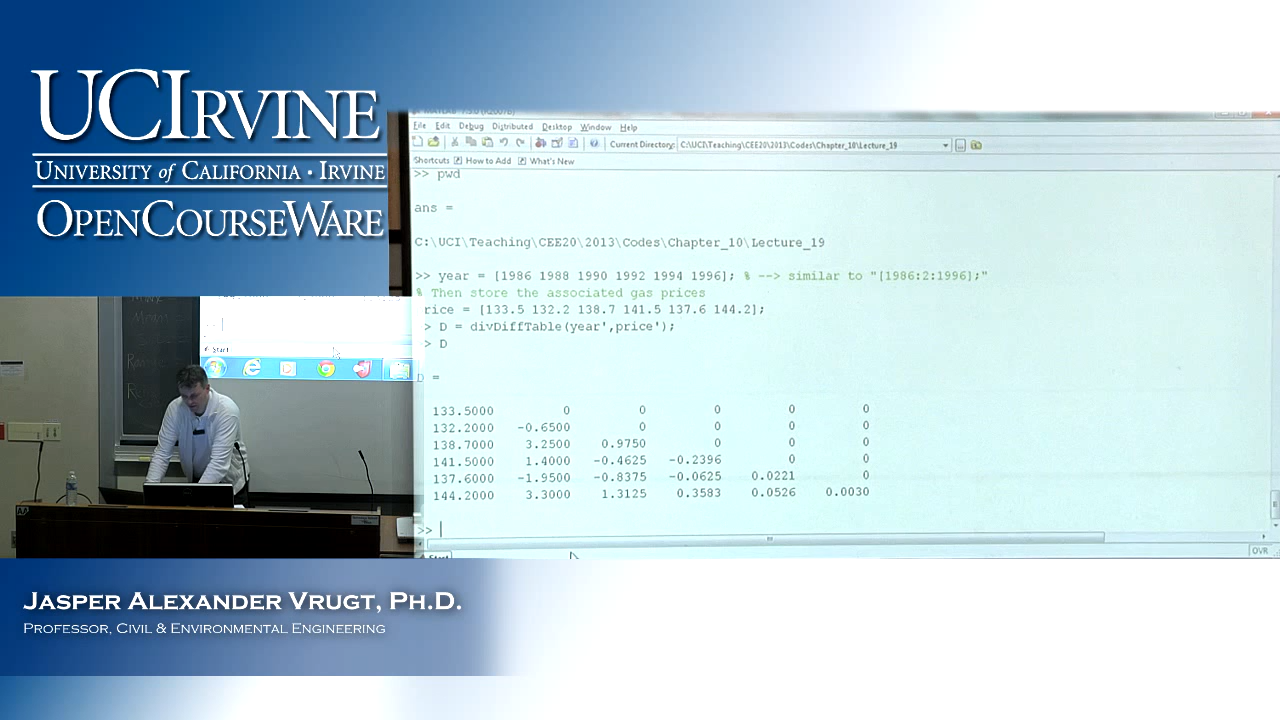 UCIRVINE
UNIVERSITY of CALIFORNIA • IRVINE
OPENCOURSEWARE
File Edit Debug Distributed Desktop Window Help
Current Directory: C:\UCI\Teaching\CEE20\2013\Codes\Chapter_10\Lecture_19
Shortcuts How to Add What's New
>> pwd
ans =
C:\UCI\Teaching\CEE20\2013\Codes\Chapter_10\Lecture_19
>> year = [1986 1988 1990 1992 1994 1996]; % --> similar to "[1986:2:1996];"
% Then store the associated gas prices
rice = [133.5 132.2 138.7 141.5 137.6 144.2];
> D = divDiffTable(year',price');
> D
D =
133.5000 0 0 0 0 0
132.2000 -0.6500 0 0 0 0
138.7000 3.2500 0.9750 0 0 0
141.5000 1.4000 -0.4625 -0.2396 0 0
137.6000 -1.9500 -0.8375 -0.0625 0.0221 0
144.2000 3.3000 1.3125 0.3583 0.0526 0.0030
>>
Start
OVR
Start
JASPER ALEXANDER VRUGT, PH.D.
PROFESSOR, CIVIL & ENVIRONMENTAL ENGINEERING